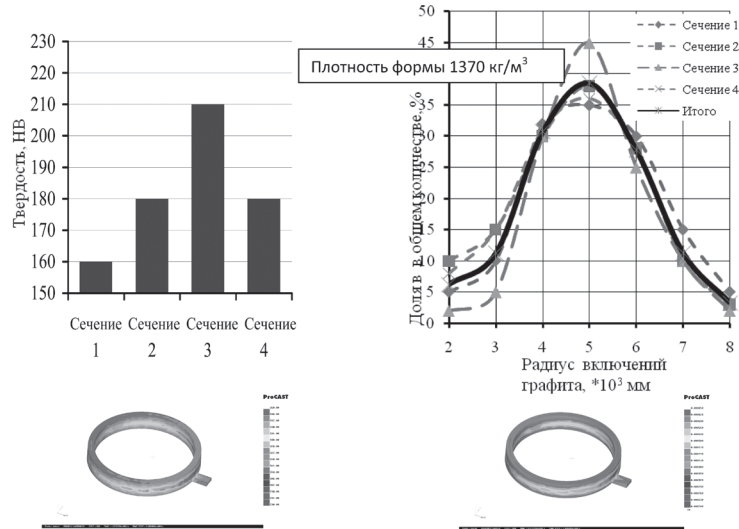 230
220
210
200
190
180
170
160
150
Твердость, НВ
Сечение Сечение Сечение Сечение
1 2 3 4
Плотность формы 1370 кг/м³
50
45
35
30
25
20
15
10
5
0
Доля в в общем количестве, %
2 3 4 5 6 7 8
Радиус включений
графита, *10³ мм
Сечение 1
Сечение 2
Сечение 3
Сечение 4
Итого
ProCAST
ProCAST